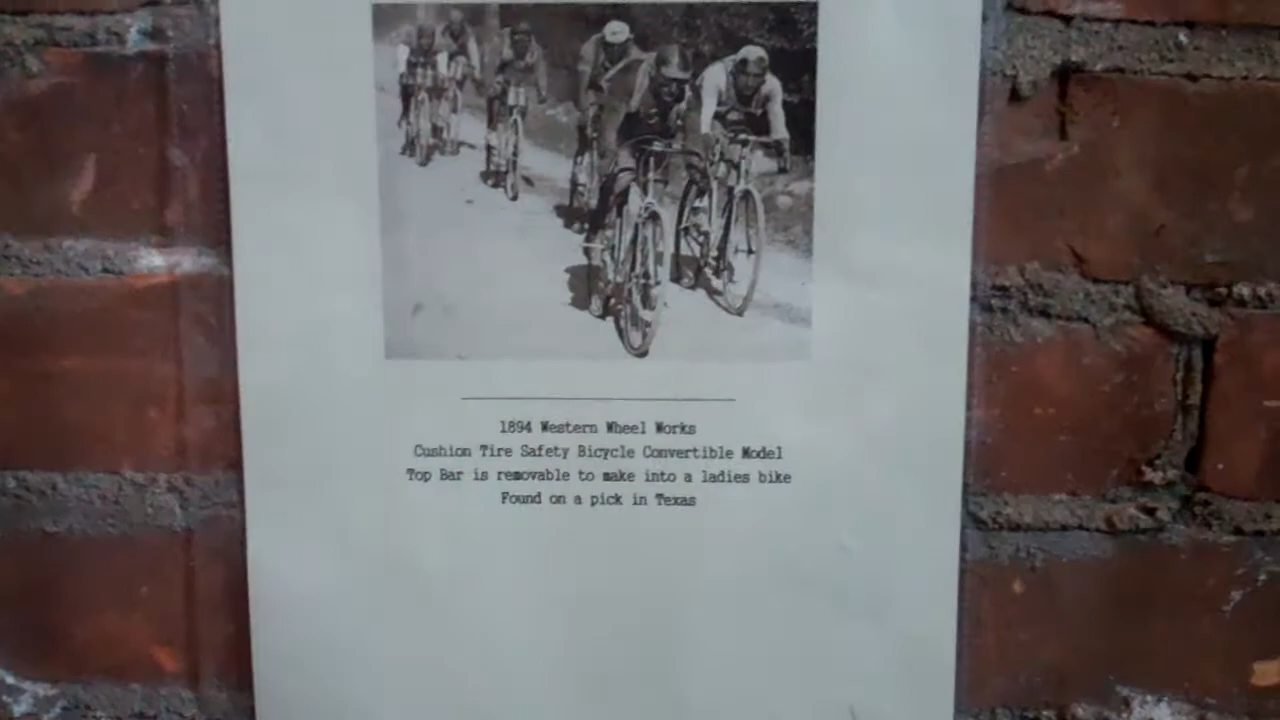 1894 Western Wheel Works
Cushion Tire Safety Bicycle Convertible Model
Top Bar is removable to make into a ladies bike
Found on a pick in Texas